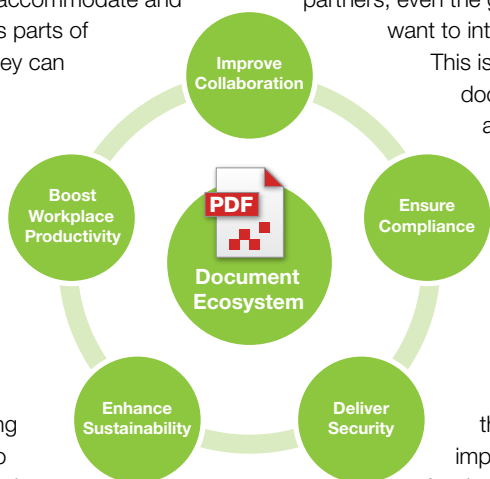 accommodate and
s parts of
ey can
partners, even the
want to int
This is
doc
a
Improve
Collaboration
Boost
Workplace
Productivity
PDF
Document
Ecosystem
Ensure
Compliance
Enhance
Sustainability
Deliver
Security
ng
th
imp